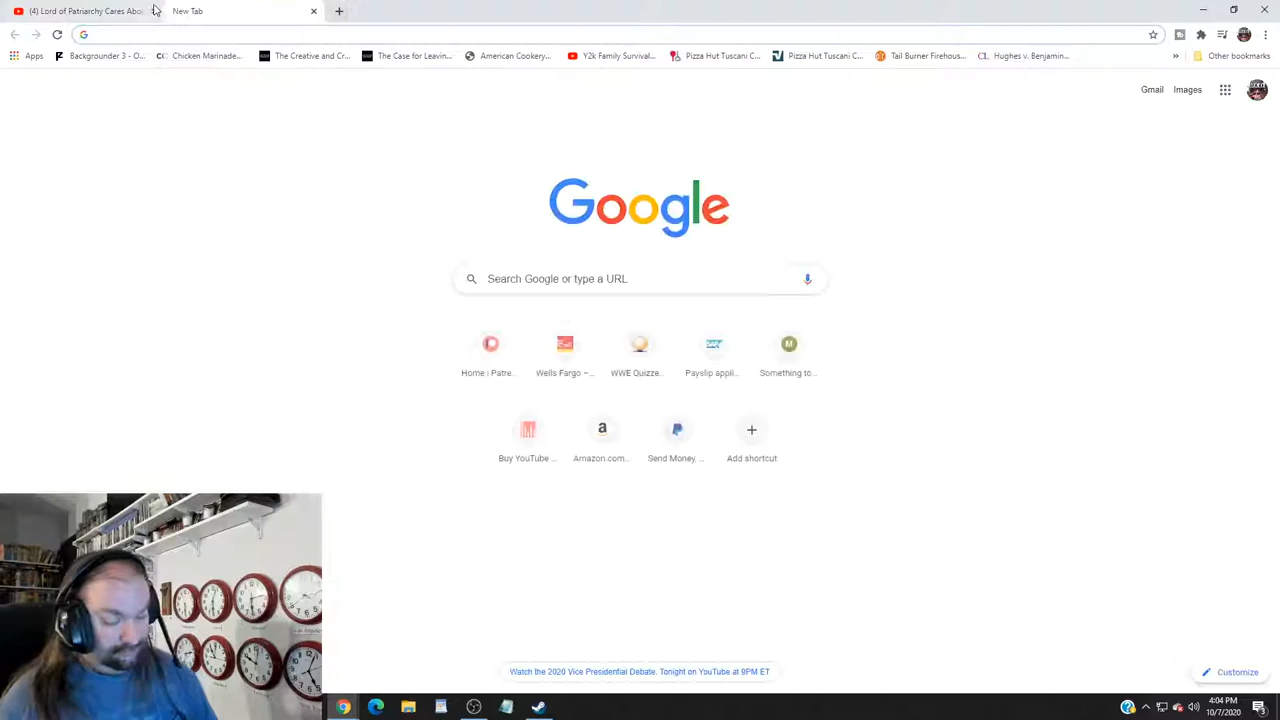 (4) Lord of Patriarchy Cares Abou
New Tab
Apps
Backgrounder 3 - O...
Chicken Marinade...
The Creative and Cr...
The Case for Leavin...
American Cookery...
Y2k Family Survival...
Pizza Hut Tuscani C...
Pizza Hut Tuscani C...
Tail Burner Firehous...
Hughes v. Benjamin...
»
Other bookmarks
Gmail
Images
Google
Search Google or type a URL
Home | Patre...
Wells Fargo –...
WWE Quizze...
Payslip appli...
M
Something to...
Buy YouTube ...
Amazon.com...
Send Money, ...
Add shortcut
Watch the 2020 Vice Presidential Debate. Tonight on YouTube at 9PM ET
Customize
4:04 PM
10/7/2020